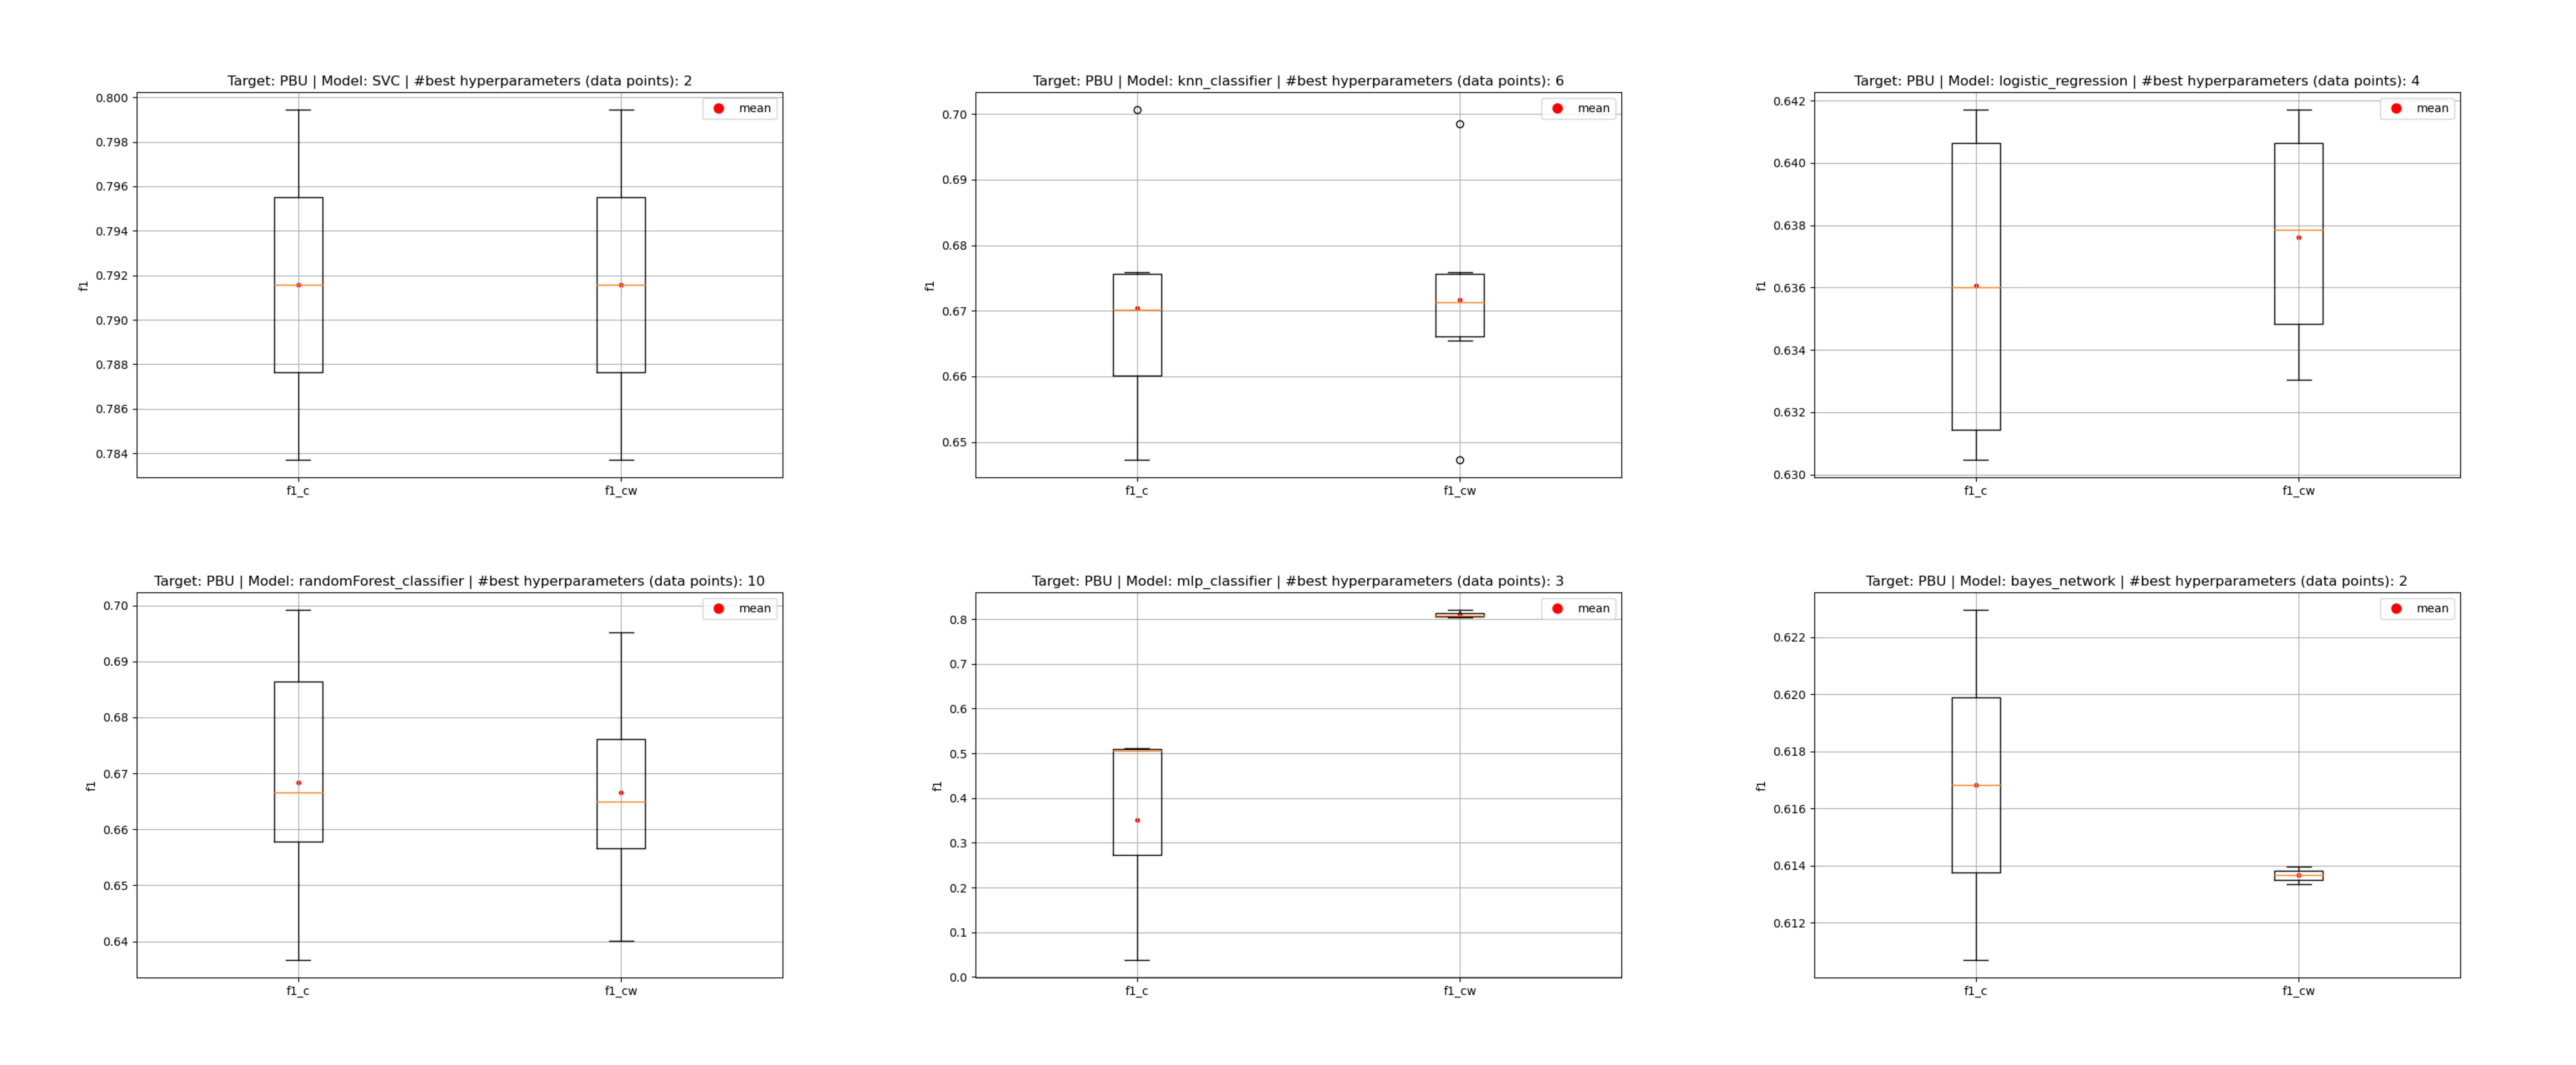 Target: PBU | Model: SVC | #best hyperparameters (data points): 2
mean
0.800
0.798
0.796
0.794
0.792
0.790
0.788
0.786
0.784
f1
f1_c
f1_cw
Target: PBU | Model: knn_classifier | #best hyperparameters (data points): 6
mean
0.70
0.69
0.68
0.67
0.66
0.65
f1
f1_c
f1_cw
Target: PBU | Model: logistic_regression | #best hyperparameters (data points): 4
mean
0.642
0.640
0.638
0.636
0.634
0.632
0.630
f1
f1_c
f1_cw
Target: PBU | Model: randomForest_classifier | #best hyperparameters (data points): 10
mean
0.70
0.69
0.68
0.67
0.66
0.65
0.64
f1
f1_c
f1_cw
Target: PBU | Model: mlp_classifier | #best hyperparameters (data points): 3
mean
0.8
0.7
0.6
0.5
0.4
0.3
0.2
0.1
0.0
f1
f1_c
f1_cw
Target: PBU | Model: bayes_network | #best hyperparameters (data points): 2
mean
0.622
0.620
0.618
0.616
0.614
0.612
f1
f1_c
f1_cw